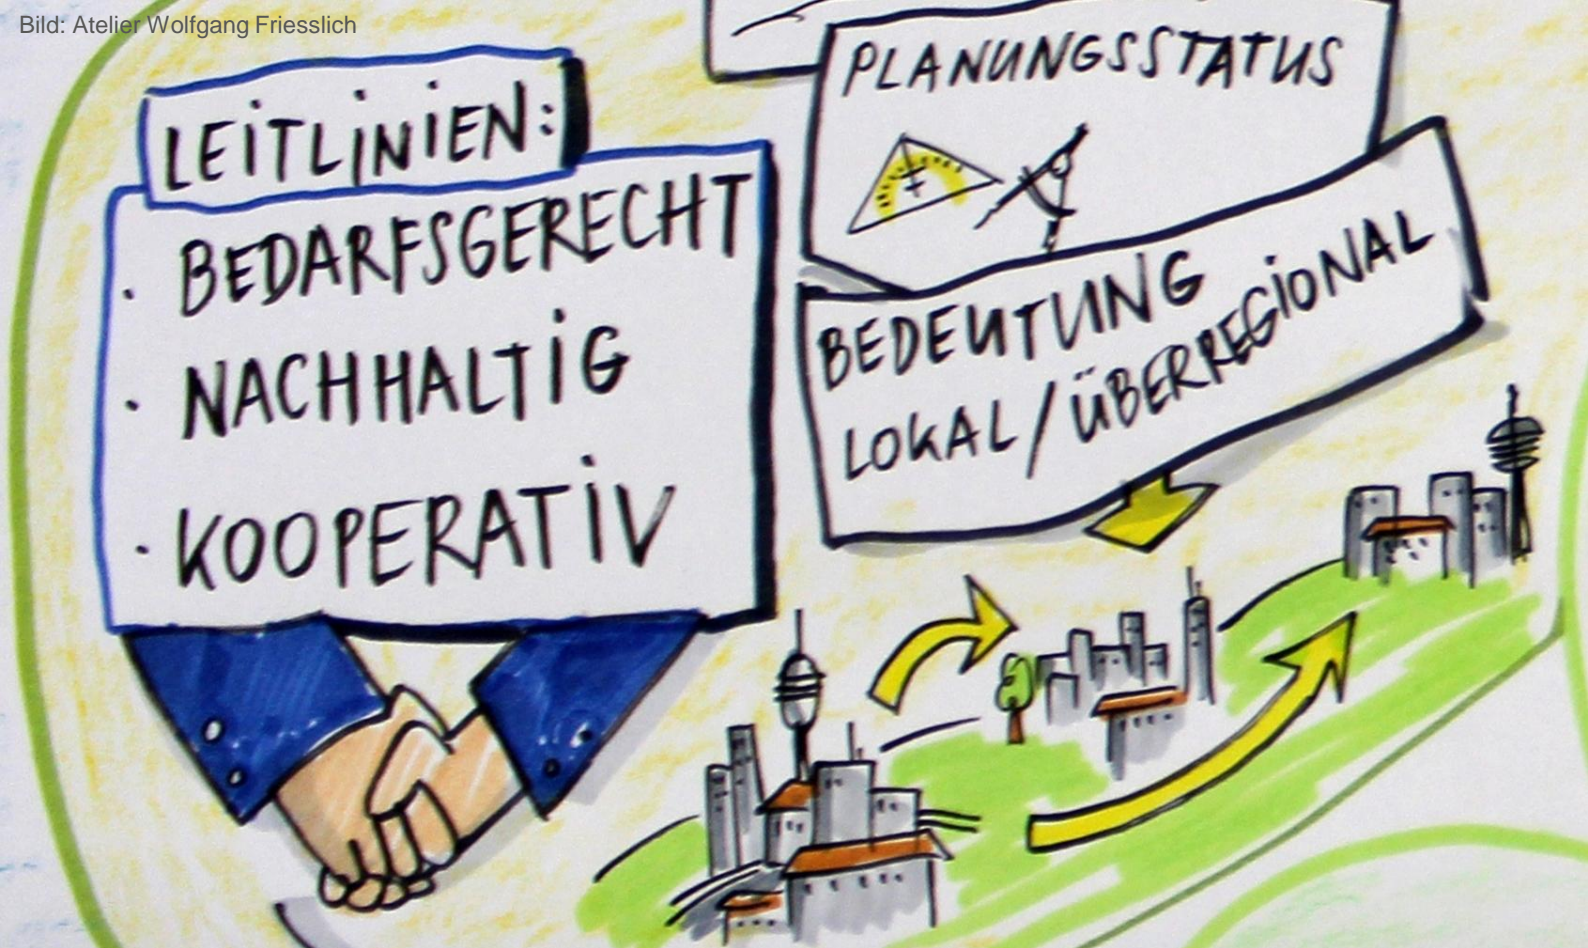 Bild: Atelier Wolfgang Friesslich
LEITLINIEN:
· BEDARFSGERECHT
· NACHHALTIG
· KOOPERATIV
PLANUNGSSTATUS
BEDEUTUNG
LOKAL/ÜBERREGIONAL